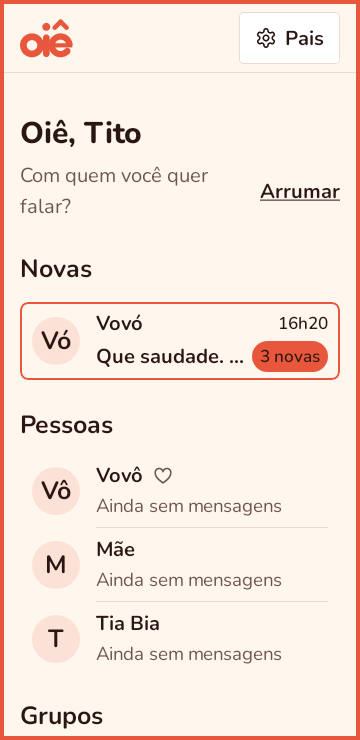 oiê
Pais
Oiê, Tito
Com quem você quer
falar?
Arrumar
Novas
Vó
Vovó
16h20
Que saudade. ...
3 novas
Pessoas
Vô
Vovô
Ainda sem mensagens
M
Mãe
Ainda sem mensagens
T
Tia Bia
Ainda sem mensagens
Grupos